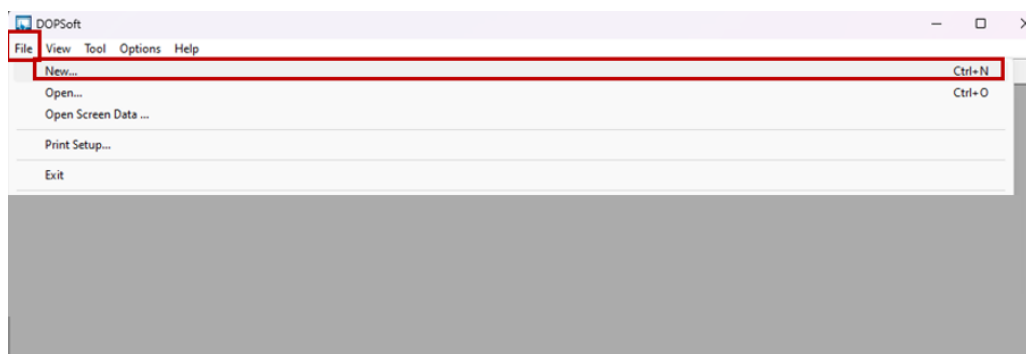 DOPSoft
File View Tool Options Help
New... Ctrl+N
Open... Ctrl+O
Open Screen Data ...
Print Setup...
Exit